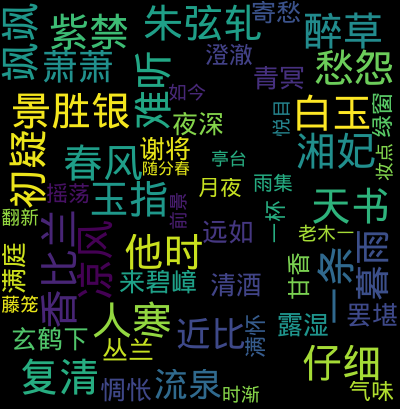 飒飒
紫禁
朱弦轧
寄愁
醉草
澄澈
萧萧
难听
青冥
愁怨
如今
景
胜银
夜深
悦目
白玉
绿窗
初疑
谢将
湘妃
春风
随分春
亭台
妆点
玉指
月夜
雨集
摇荡
前景
天书
翻新
香比兰
凉风
远如
一杯
老木一
满庭
他时
一条
暮雨
来碧嶂
清洒
甘香
藤笼
人寒
罢堪
玄鹤下
丛兰
近比
满怀
露湿
仔细
复清
惆怅
流泉
时渐
气味